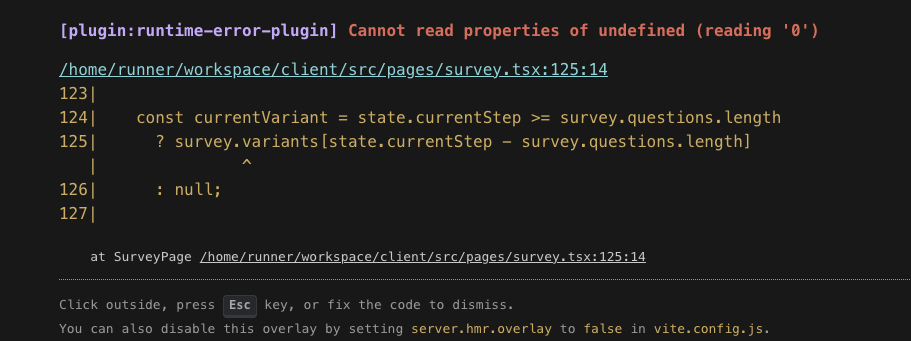 [plugin:runtime-error-plugin] Cannot read properties of undefined (reading '0')
/home/runner/workspace/client/src/pages/survey.tsx:125:14
123|
124|    const currentVariant = state.currentStep >= survey.questions.length
125|      ? survey.variants[state.currentStep - survey.questions.length]
   |               ^
126|      : null;
127|
at SurveyPage /home/runner/workspace/client/src/pages/survey.tsx:125:14
Click outside, press Esc key, or fix the code to dismiss.
You can also disable this overlay by setting server.hmr.overlay to false in vite.config.js.